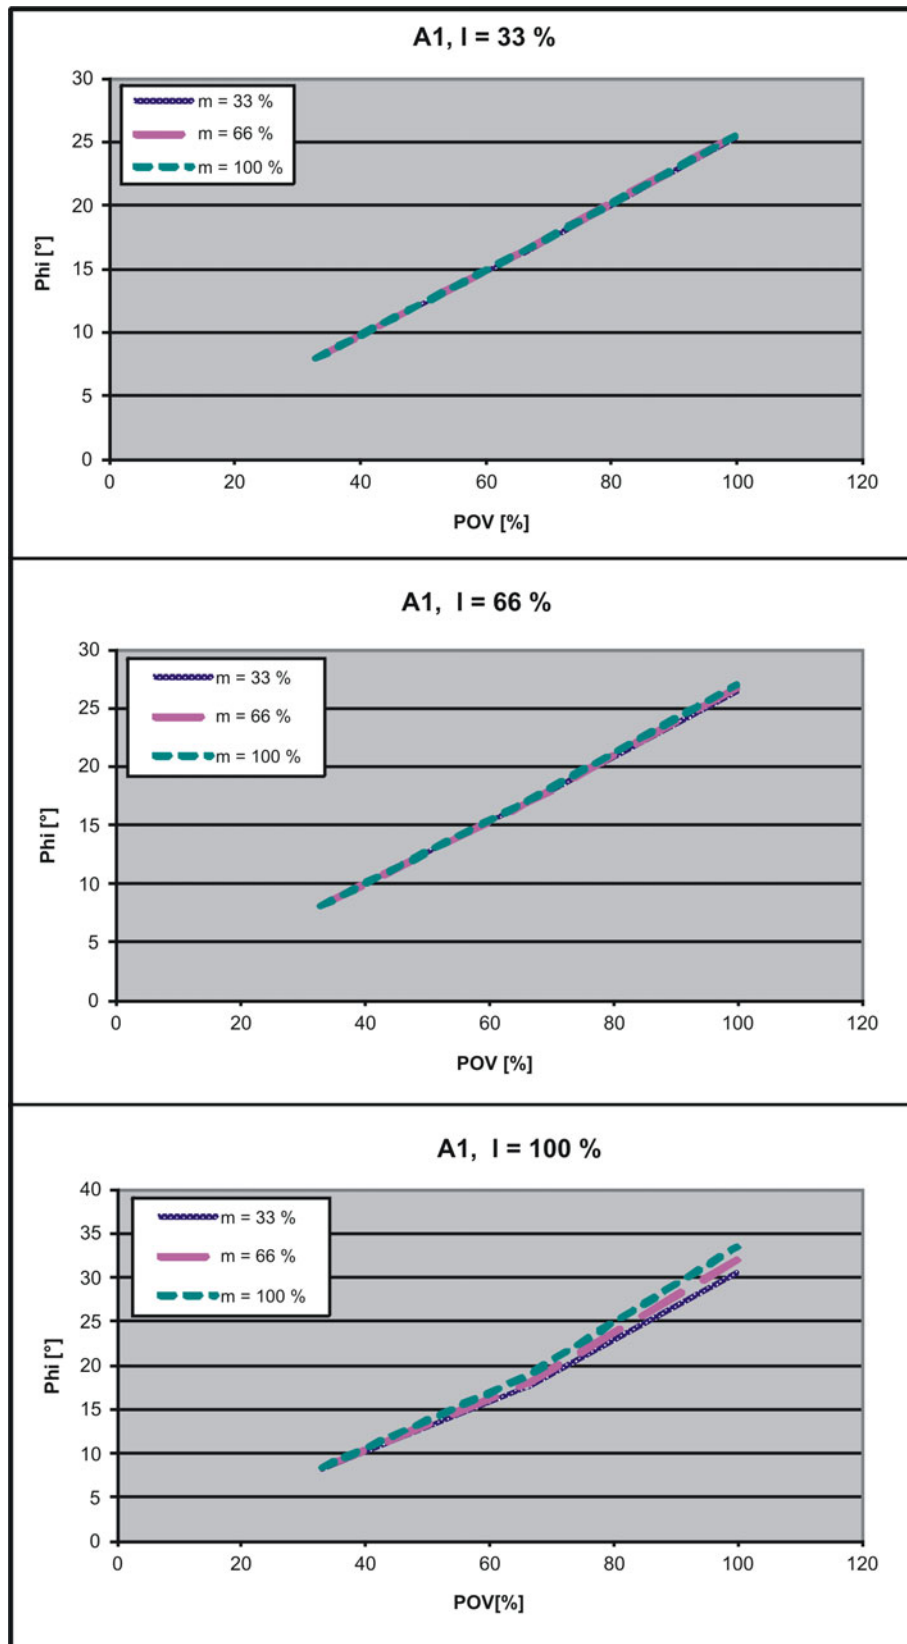 A1, l = 33 %
30
25
20
15
10
5
0
m = 33 %
m = 66 %
m = 100 %
Phi [°]
0 20 40 60 80 100 120
POV [%]
A1, l = 66 %
30
25
20
15
10
5
0
m = 33 %
m = 66 %
m = 100 %
Phi [°]
0 20 40 60 80 100 120
POV [%]
A1, l = 100 %
40
35
30
25
20
15
10
5
0
m = 33 %
m = 66 %
m = 100 %
Phi [°]
0 20 40 60 80 100 120
POV[%]